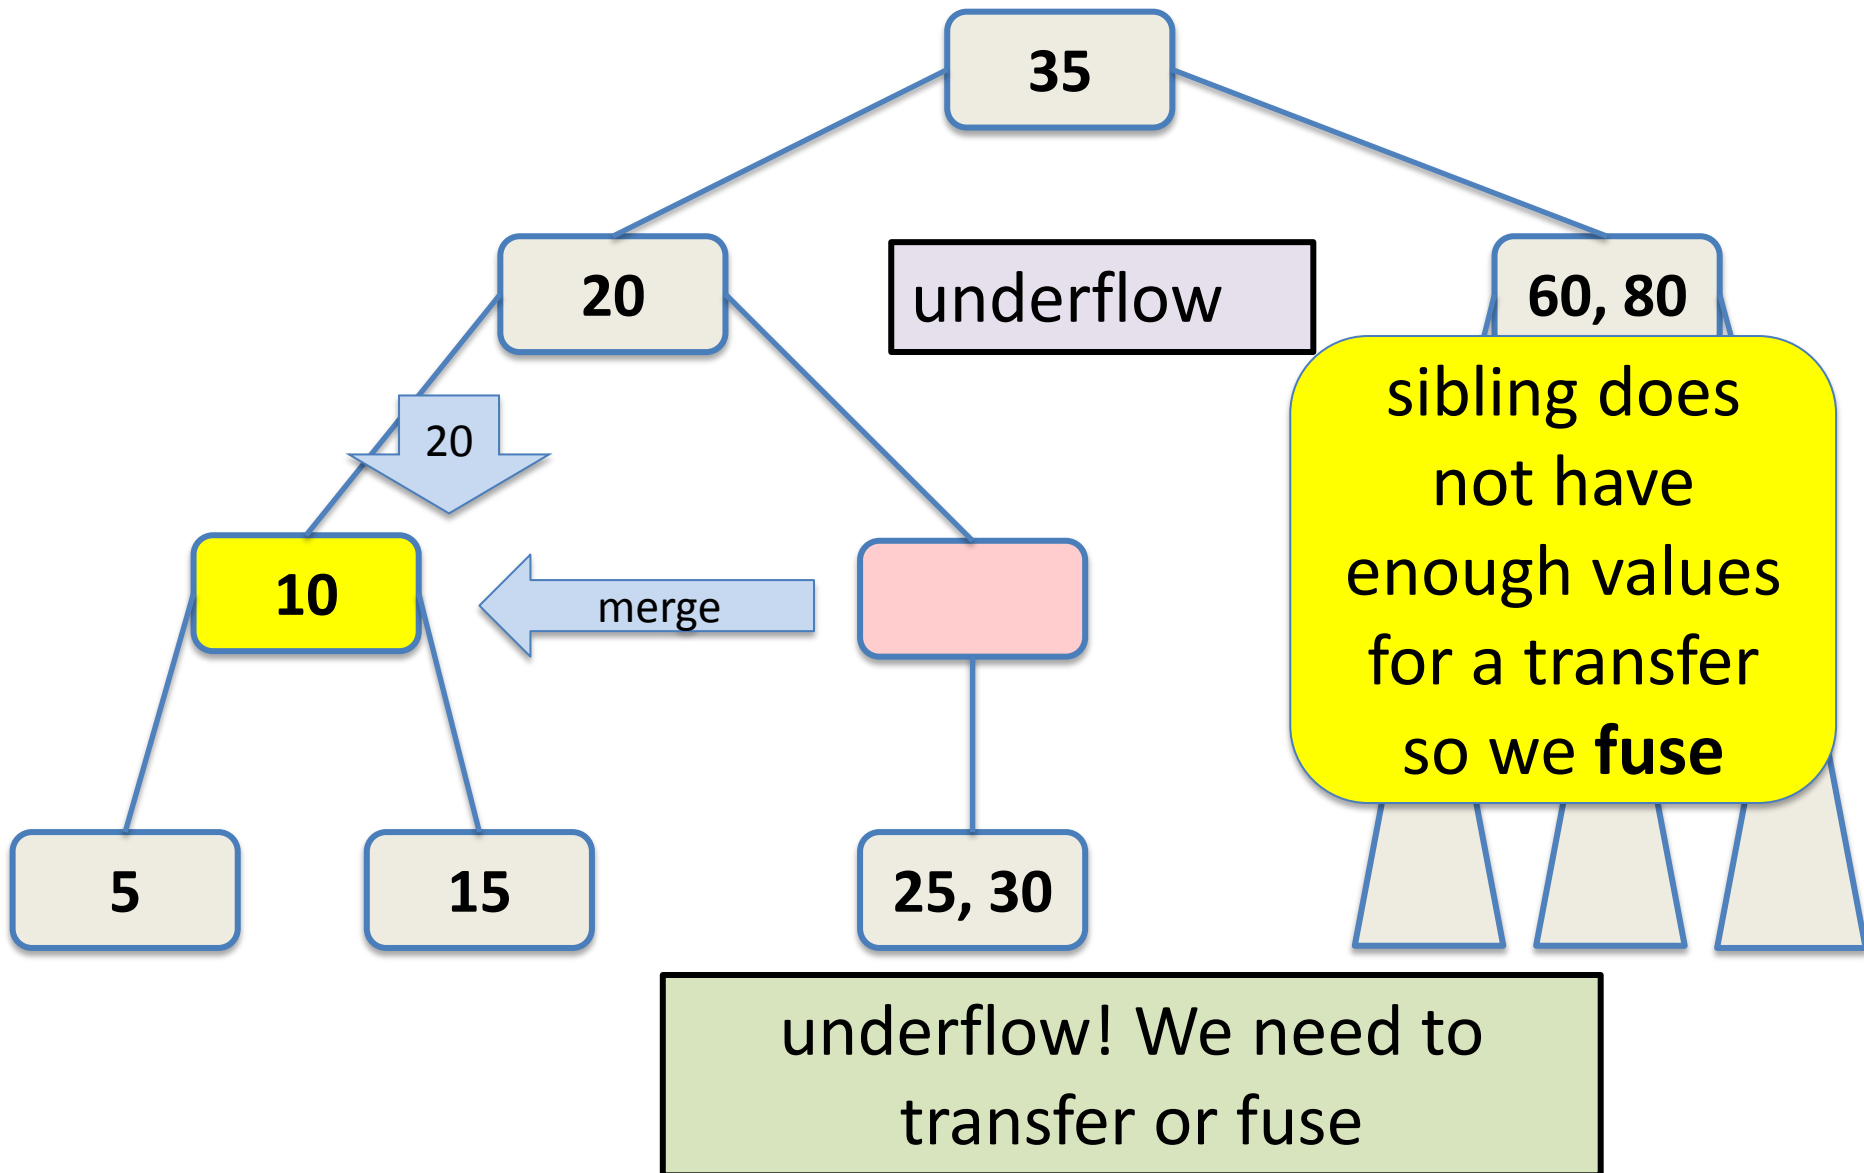 35
20
underflow
60, 80
sibling does
not have
enough values
for a transfer
so we fuse
20
10
merge
5
15
25, 30
underflow! We need to
transfer or fuse